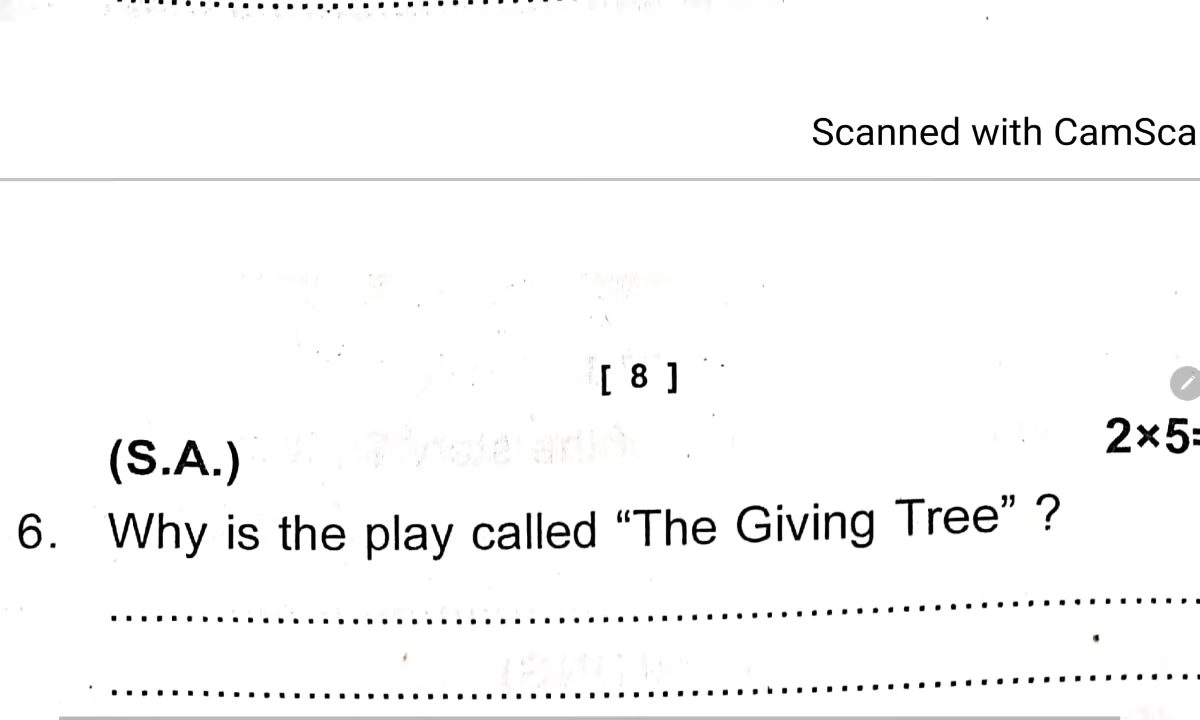 Scanned with CamSca
[ 8 ]
(S.A.) 2×5=
6. Why is the play called “The Giving Tree” ?